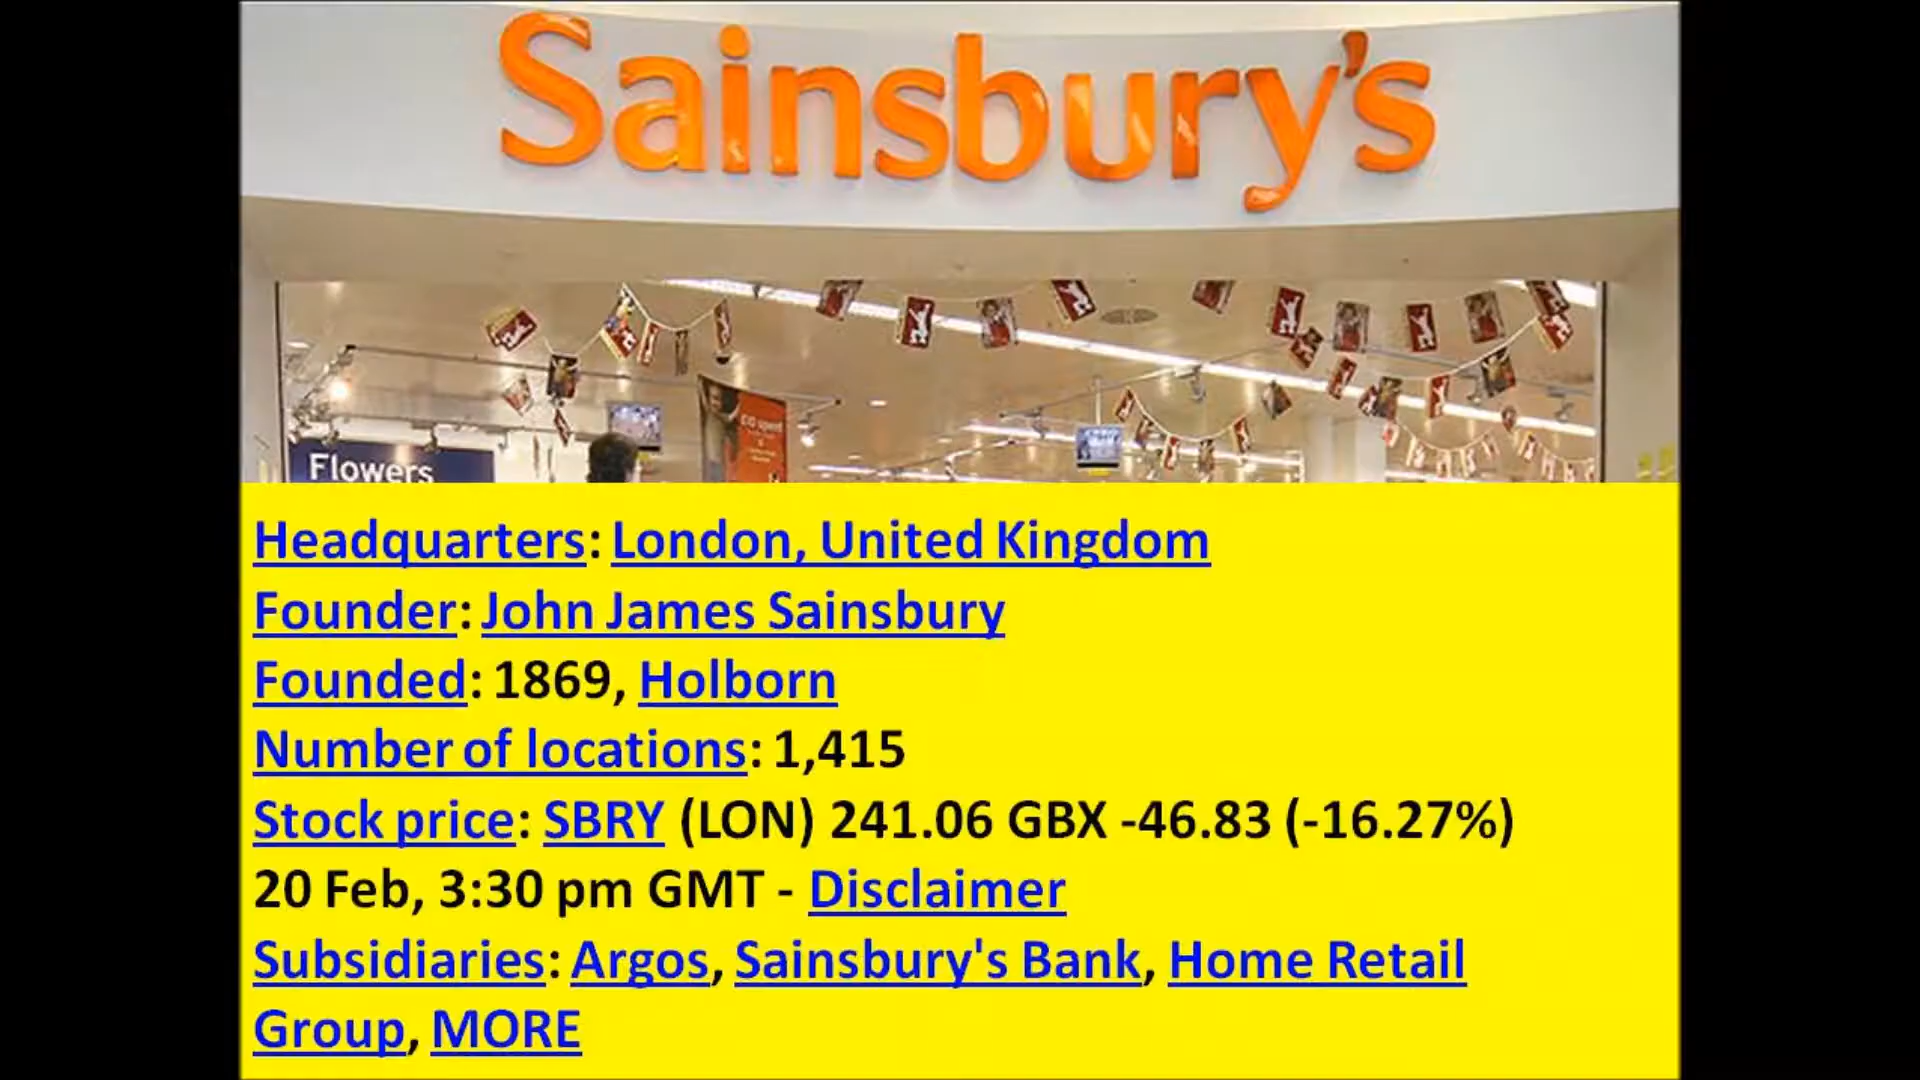 Sainsbury's
£10 spent
Flowers
Headquarters: London, United Kingdom
Founder: John James Sainsbury
Founded: 1869, Holborn
Number of locations: 1,415
Stock price: SBRY (LON) 241.06 GBX -46.83 (-16.27%)
20 Feb, 3:30 pm GMT - Disclaimer
Subsidiaries: Argos, Sainsbury's Bank, Home Retail
Group, MORE